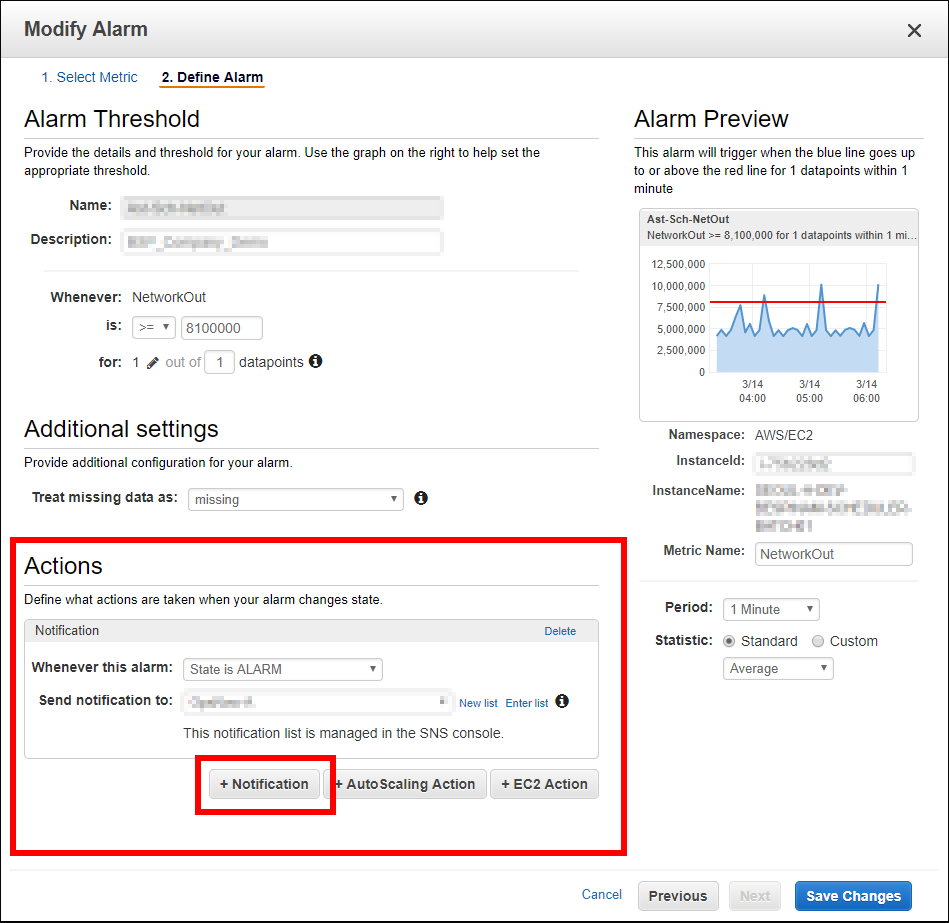 Modify Alarm
1. Select Metric
2. Define Alarm
Alarm Threshold
Provide the details and threshold for your alarm. Use the graph on the right to help set the
appropriate threshold.
Name:
Description:
Whenever: NetworkOut
is: >= 8100000
for: 1 out of 1 datapoints
Additional settings
Provide additional configuration for your alarm.
Treat missing data as: missing
Actions
Define what actions are taken when your alarm changes state.
Notification Delete
Whenever this alarm: State is ALARM
Send notification to: New list Enter list
This notification list is managed in the SNS console.
+ Notification + AutoScaling Action + EC2 Action
Alarm Preview
This alarm will trigger when the blue line goes up
to or above the red line for 1 datapoints within 1
minute
Ast-Sch-NetOut
NetworkOut >= 8,100,000 for 1 datapoints within 1 mi...
12,500,000
10,000,000
7,500,000
5,000,000
2,500,000
0
3/14 3/14 3/14
04:00 05:00 06:00
Namespace: AWS/EC2
InstanceId:
InstanceName:
Metric Name: NetworkOut
Period: 1 Minute
Statistic: Standard Custom
Average
Cancel Previous Next Save Changes